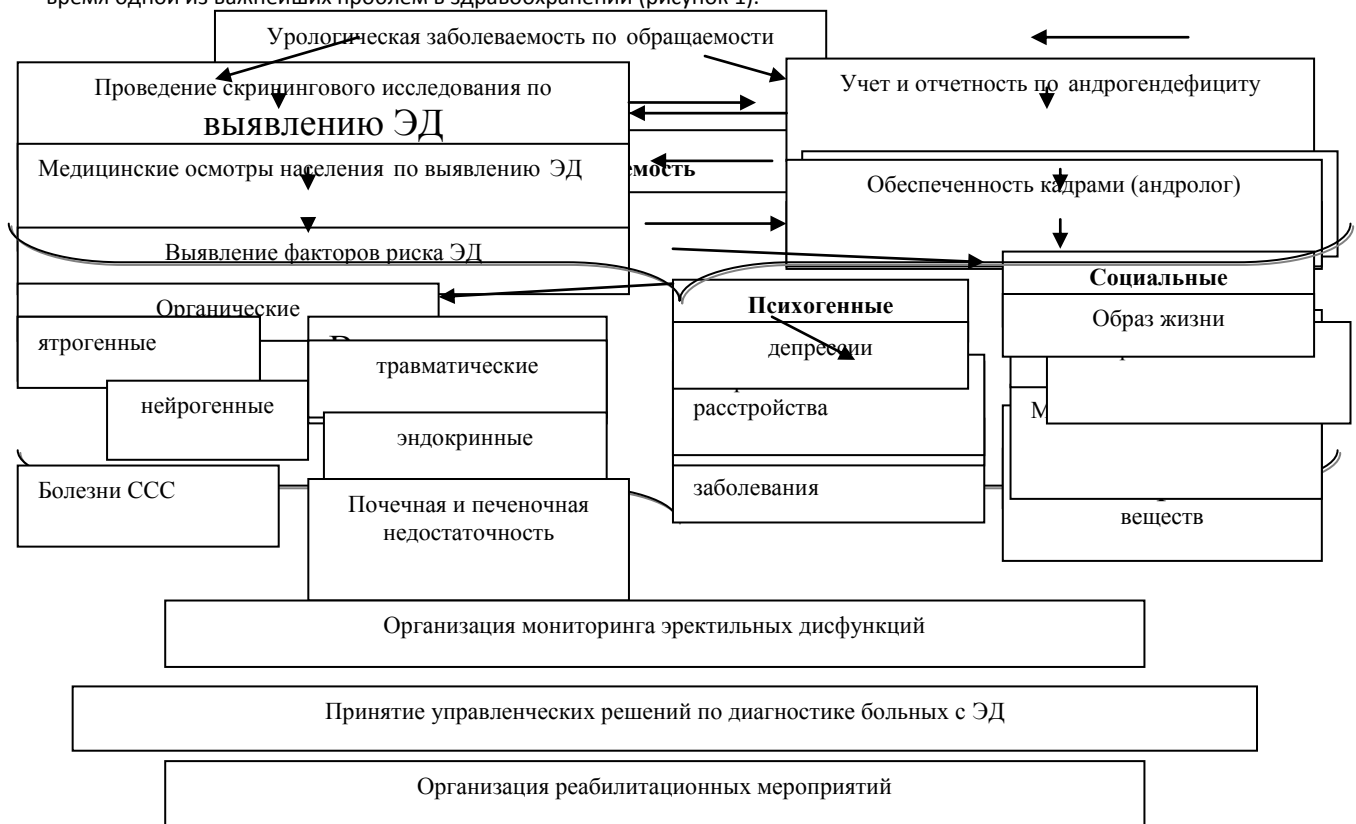 время одной из важнейших проблем в здравоохранении (рисунок 1).
Урологическая заболеваемость по обращаемости
Проведение скринингового исследования по
выявлению ЭД
Учет и отчетность по андрогендефициту
Медицинские осмотры населения по выявлению ЭД
Обеспеченность кадрами (андролог)
Выявление факторов риска ЭД
Социальные
Образ жизни
Органические
Психогенные
депрессии
ятрогенные
травматические
нейрогенные
расстройства
эндокринные
Болезни ССС
заболевания
Почечная и печеночная
недостаточность
веществ
Организация мониторинга эректильных дисфункций
Принятие управленческих решений по диагностике больных с ЭД
Организация реабилитационных мероприятий